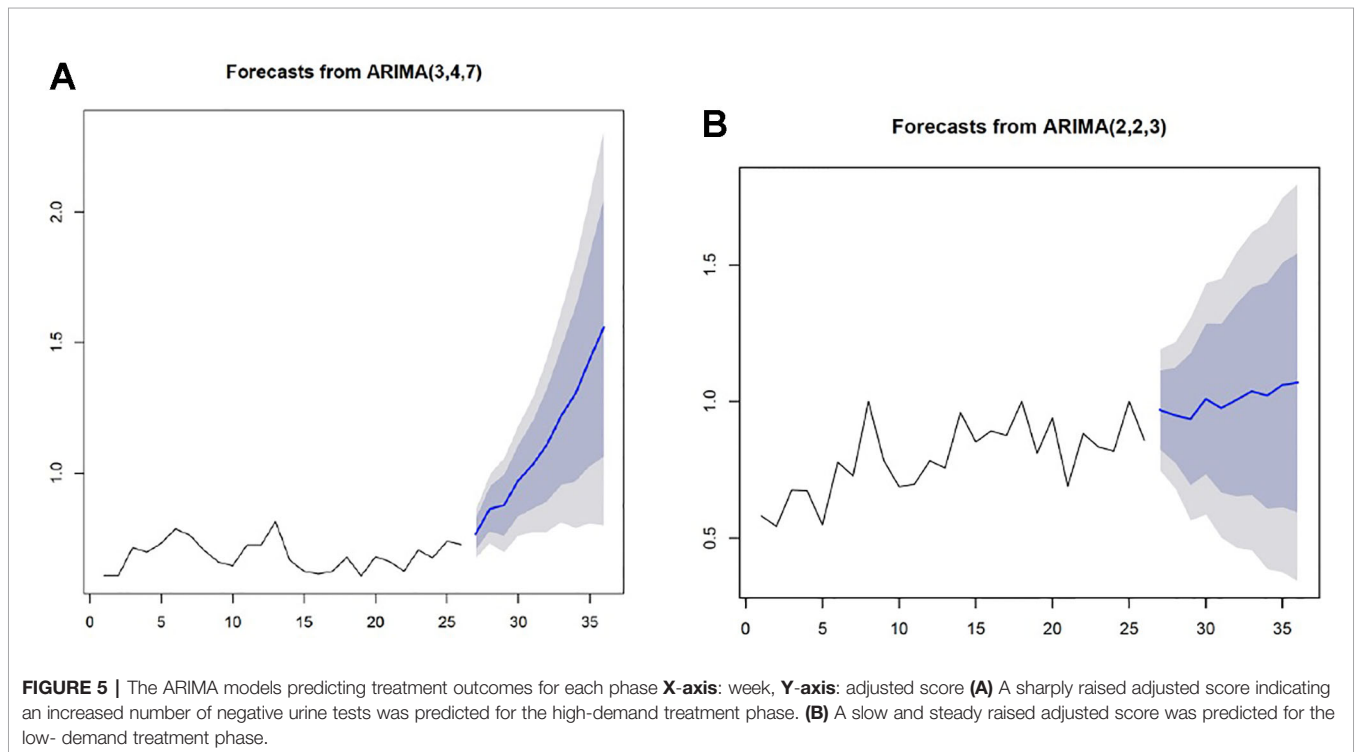 A
Forecasts from ARIMA(3,4,7)
2.0
1.5
1.0
0 5 10 15 20 25 30 35
B
Forecasts from ARIMA(2,2,3)
1.5
1.0
0.5
0 5 10 15 20 25 30 35
FIGURE 5 | The ARIMA models predicting treatment outcomes for each phase X-axis: week, Y-axis: adjusted score (A) A sharply raised adjusted score indicating
an increased number of negative urine tests was predicted for the high-demand treatment phase. (B) A slow and steady raised adjusted score was predicted for the
low- demand treatment phase.